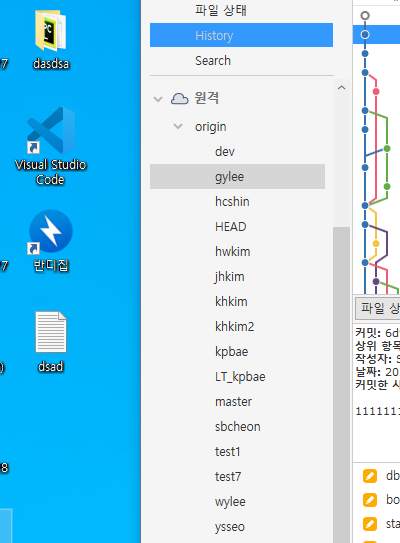 dasdsa
Visual Studio
Code
반디집
dsad
7
7
)
8
파일 상태
History
Search
원격
origin
dev
gylee
hcshin
HEAD
hwkim
jhkim
khkim
khkim2
kpbae
LT_kpbae
master
sbcheon
test1
test7
wylee
ysseo
파일 상
커밋: 6d
상위 항목
작성자: S
날짜: 20
커밋한 시
1111111
db
bo
sta